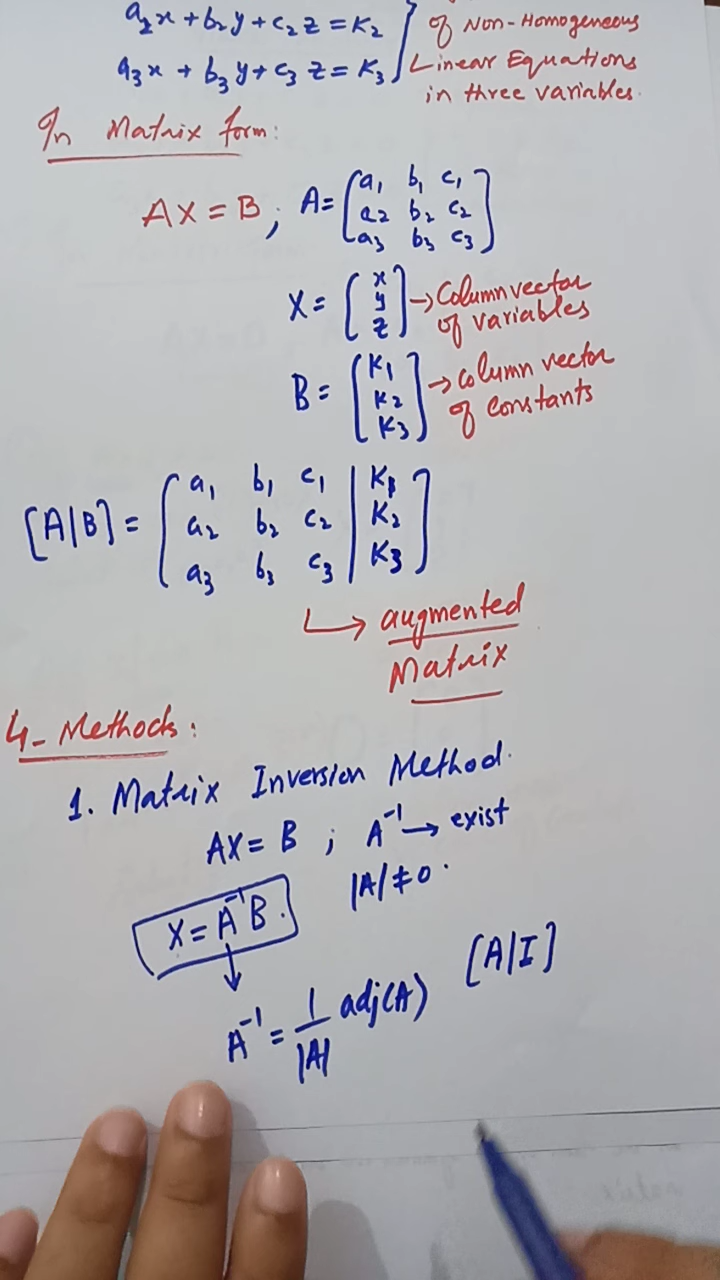 a₂x + b₂y + c₂z = K₂ } of Non-Homogeneous
a₃x + b₃y + c₃z = K₃ Linear Equations
in three variables.
In Matrix form:
AX = B ; A = [a₁ b₁ c₁
a₂ b₂ c₂
a₃ b₃ c₃]
X = [x
y
z] → Column vector
of variables
B = [K₁
K₂
K₃] → column vector
of constants
[A|B] = [a₁ b₁ c₁ | K₁
a₂ b₂ c₂ | K₂
a₃ b₃ c₃ | K₃]
↳ augmented
Matrix
4- Methods:
1. Matrix Inversion Method.
AX = B ; A⁻¹ → exist
|A| ≠ 0.
X = A⁻¹B.
[A|I]
A⁻¹ = 1/|A| adj(A)